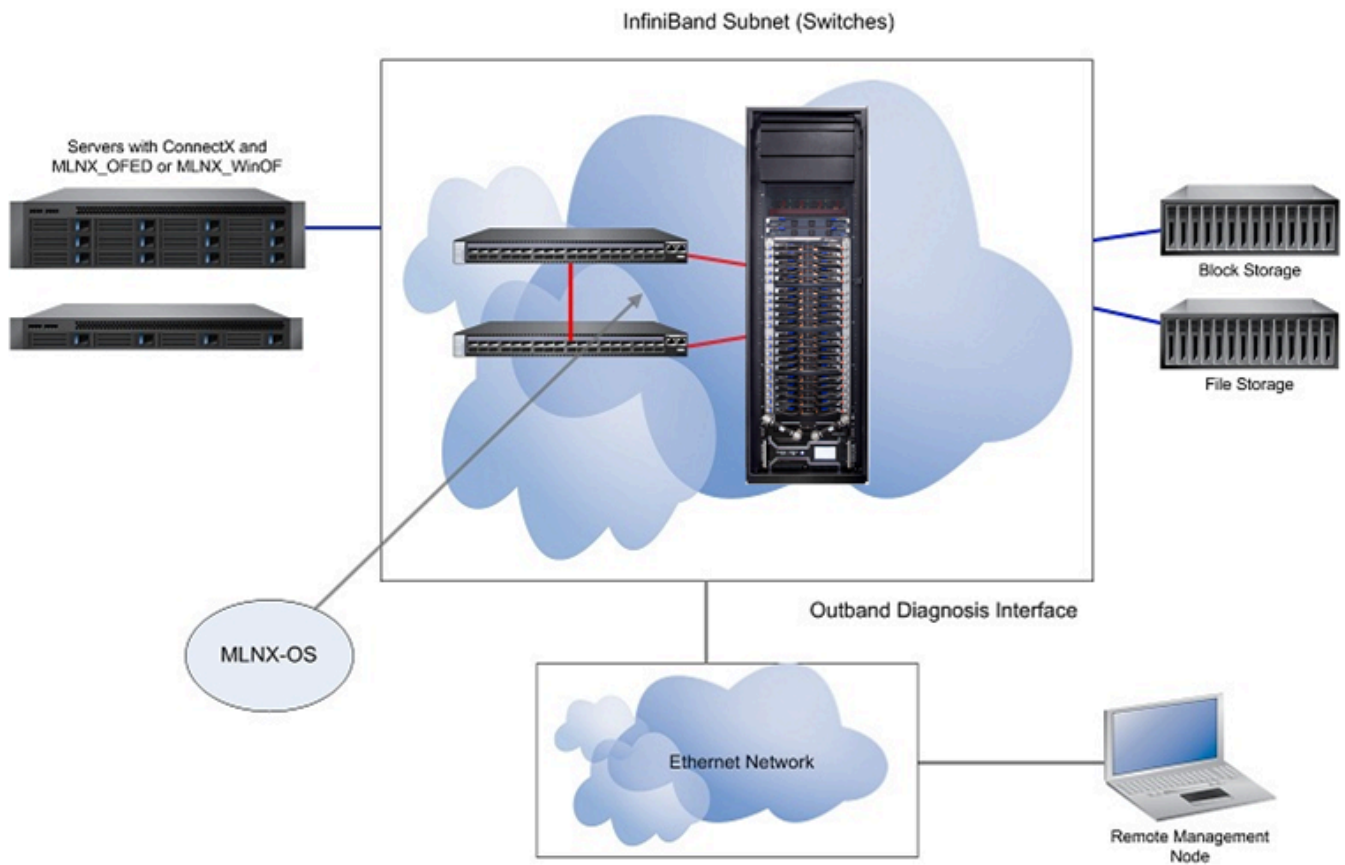 InfiniBand Subnet (Switches)
Servers with ConnectX and
MLNX_OFED or MLNX_WinOF
Block Storage
File Storage
MLNX-OS
Outband Diagnosis Interface
Ethernet Network
Remote Management
Node